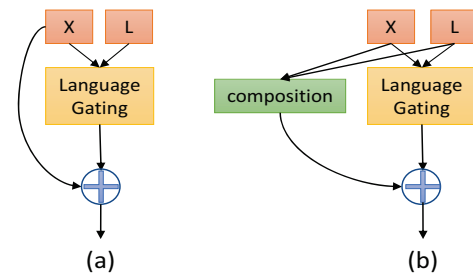 X L
Language
Gating
(a)
X L
composition
Language
Gating
(b)